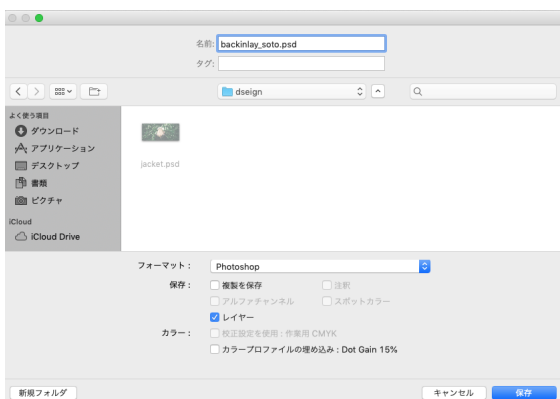 名前: backinlay_soto.psd
タグ:
dseign
よく使う項目
ダウンロード
アプリケーション
デスクトップ
書類
ピクチャ
iCloud
iCloud Drive
jacket.psd
フォーマット： Photoshop
保存： 複製を保存 注釈
アルファチャンネル スポットカラー
レイヤー
カラー： 校正設定を使用 : 作業用 CMYK
カラープロファイルの埋め込み : Dot Gain 15%
新規フォルダ キャンセル 保存